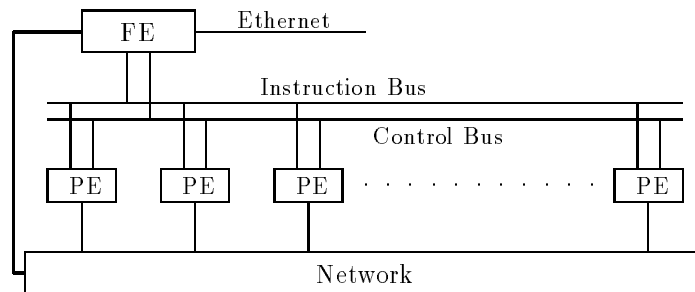 Ethernet
FE
Instruction Bus
Control Bus
PE PE PE . . . . . . . . . . . PE
Network